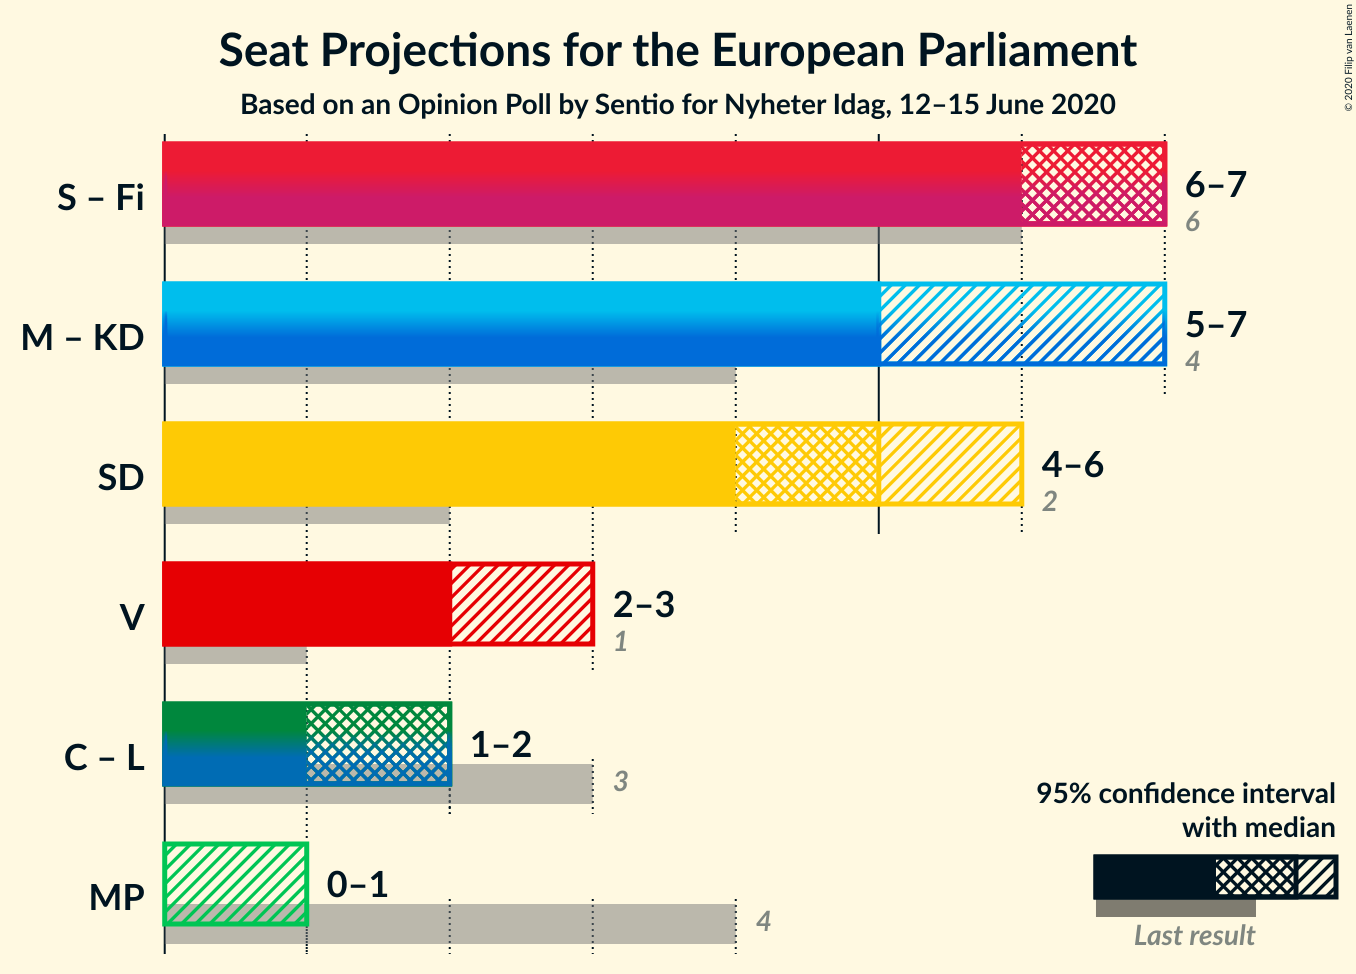 Seat Projections for the European Parliament
Based on an Opinion Poll by Sentio for Nyheter Idag, 12–15 June 2020
© 2020 Filip van Laenen
S – Fi
6–7
6
M – KD
5–7
4
SD
4–6
2
V
2–3
1
C – L
1–2
3
MP
0–1
4
95% confidence interval
with median
Last result